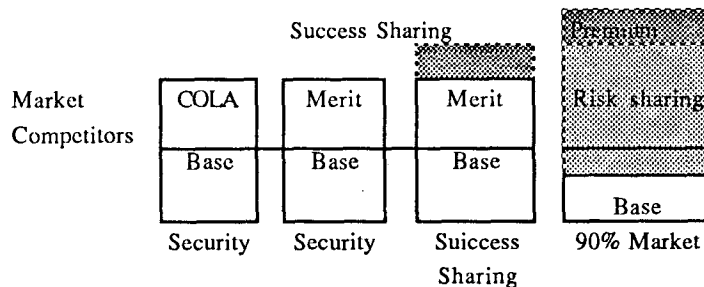 Success Sharing
Premium
Market
Competitors
COLA
Merit
Merit
Risk sharing
Base
Base
Base
Base
Security
Security
Suiccess
Sharing
90% Market